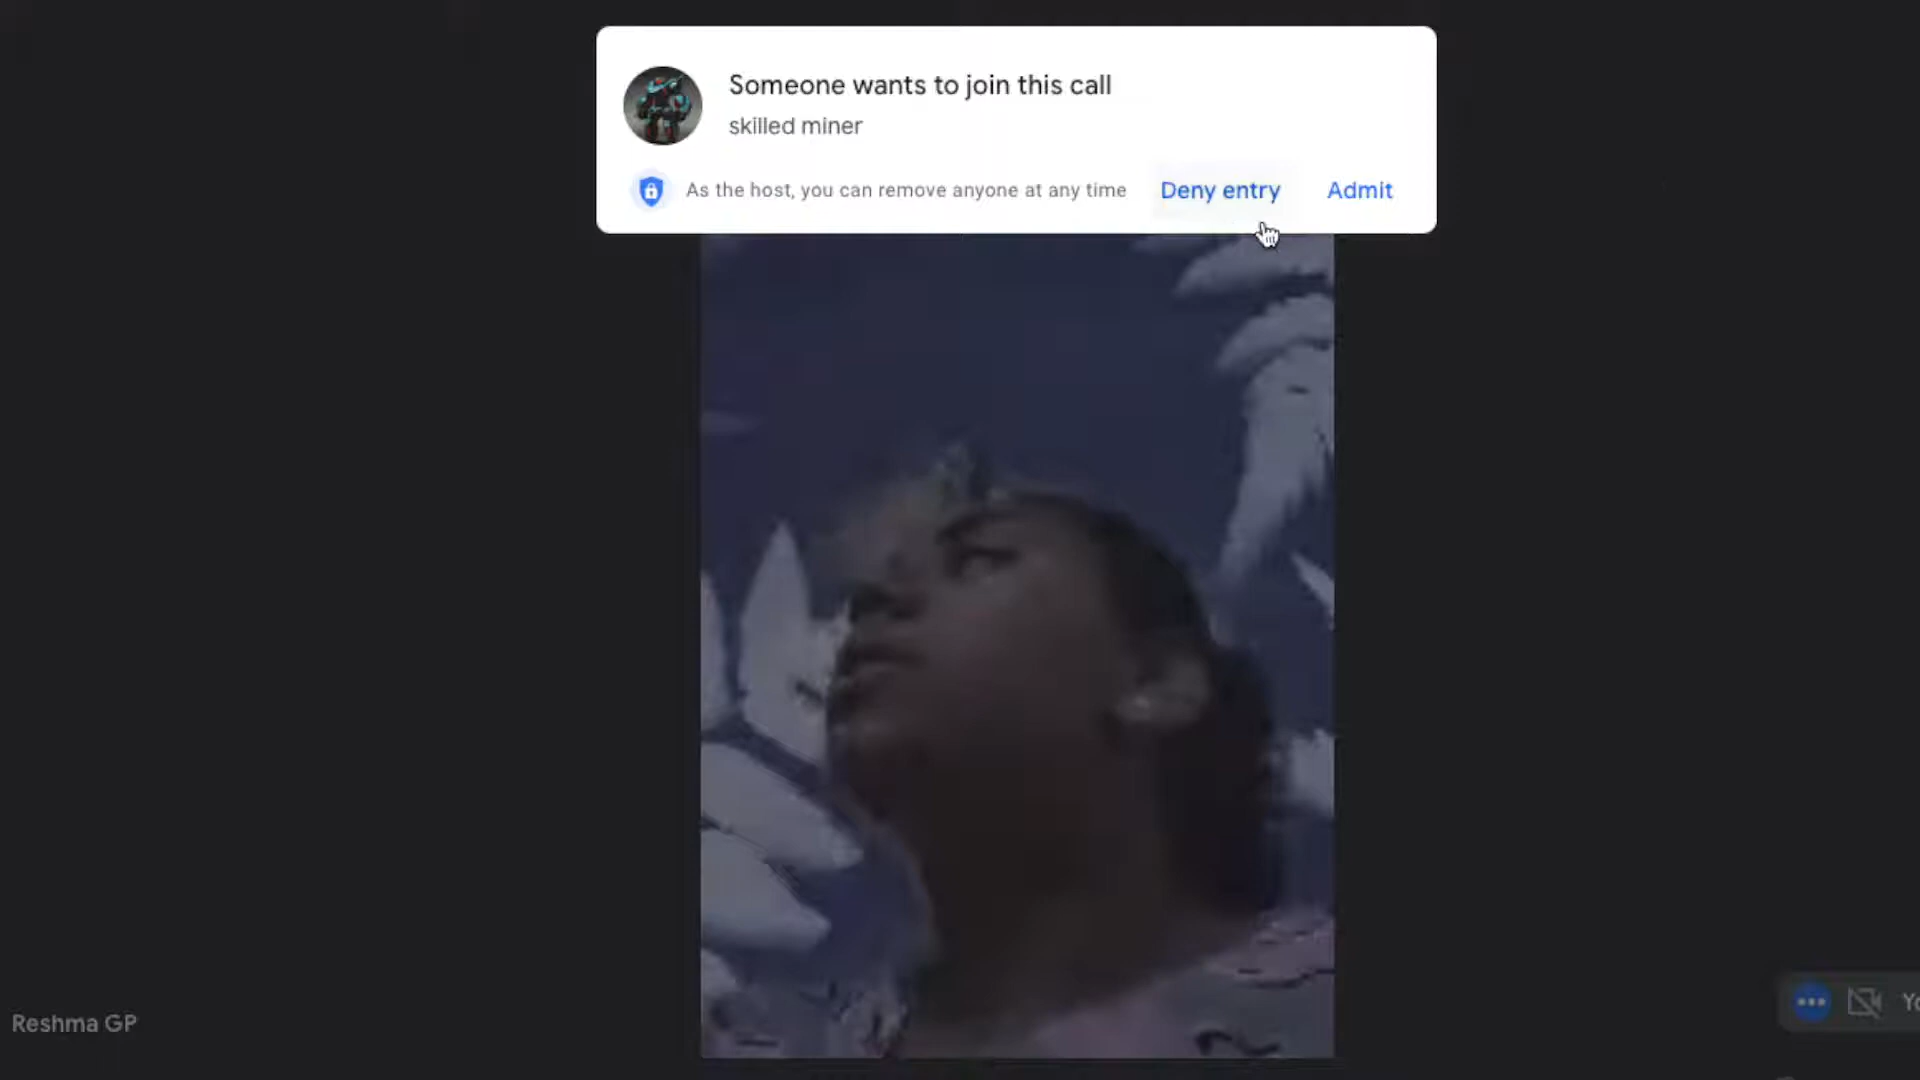 Someone wants to join this call
skilled miner
As the host, you can remove anyone at any time
Deny entry
Admit
Reshma GP